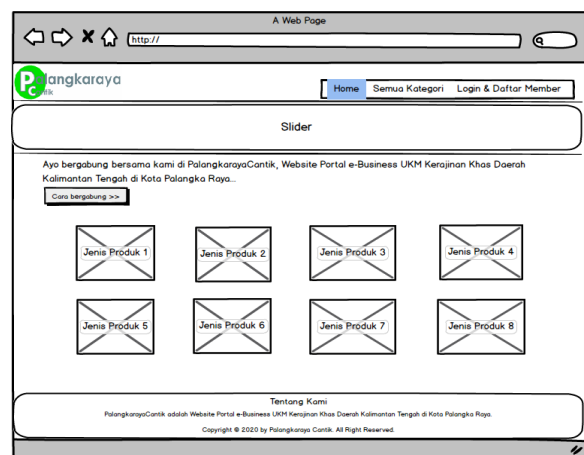 A Web Page
http://
Palangkaraya
Cantik
Home Semua Kategori Login & Daftar Member
Slider
Ayo bergabung bersama kami di PalangkarayaCantik, Website Portal e-Business UKM Kerajinan Khas Daerah
Kalimantan Tengah di Kota Palangka Raya...
Cara bergabung >>
Jenis Produk 1 Jenis Produk 2 Jenis Produk 3 Jenis Produk 4
Jenis Produk 5 Jenis Produk 6 Jenis Produk 7 Jenis Produk 8
Tentang Kami
PalangkarayaCantik adalah Website Portal e-Business UKM Kerajinan Khas Daerah Kalimantan Tengah di Kota Palangka Raya.
Copyright © 2020 by Palangkaraya Cantik. All Right Reserved.